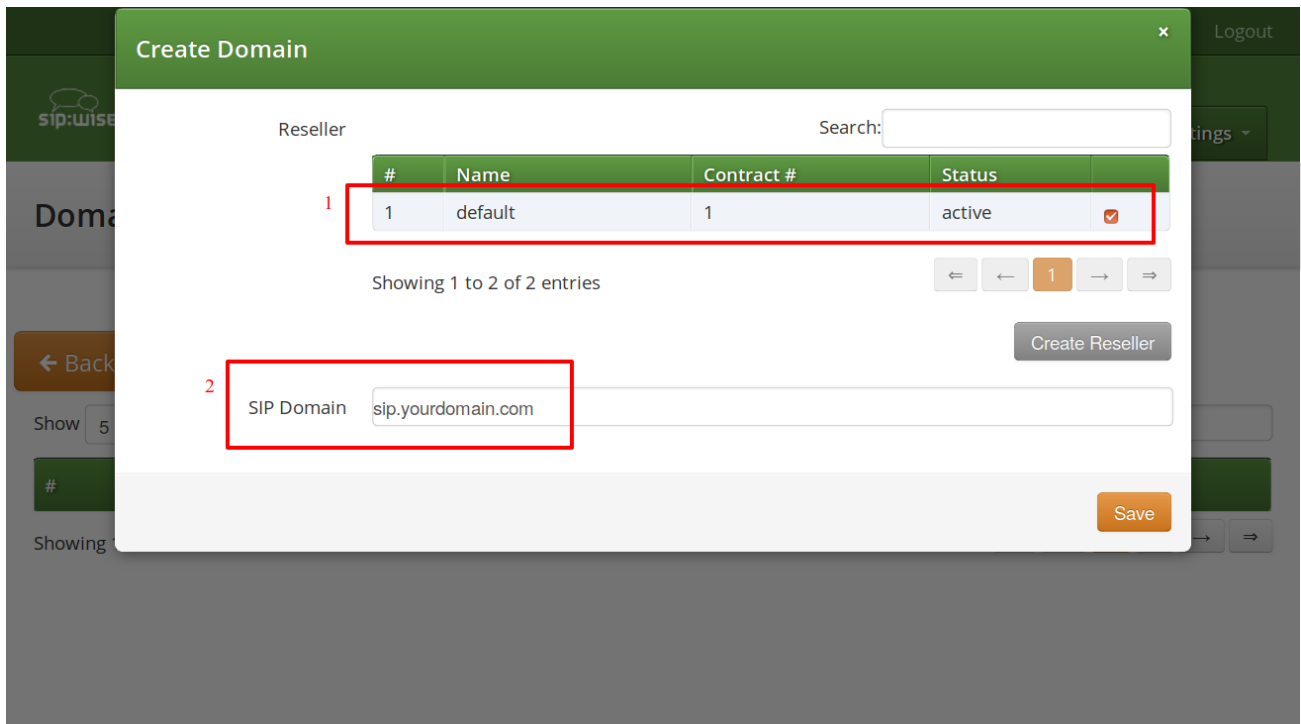 Logout
Create Domain
×
sip:wise
tings
Reseller
Search:
# Name Contract # Status
1
1 default 1 active
Doma
Showing 1 to 2 of 2 entries
⇐ ← 1 → ⇒
Create Reseller
← Back
2
SIP Domain sip.yourdomain.com
Show 5
#
Save
Showing
→ ⇒